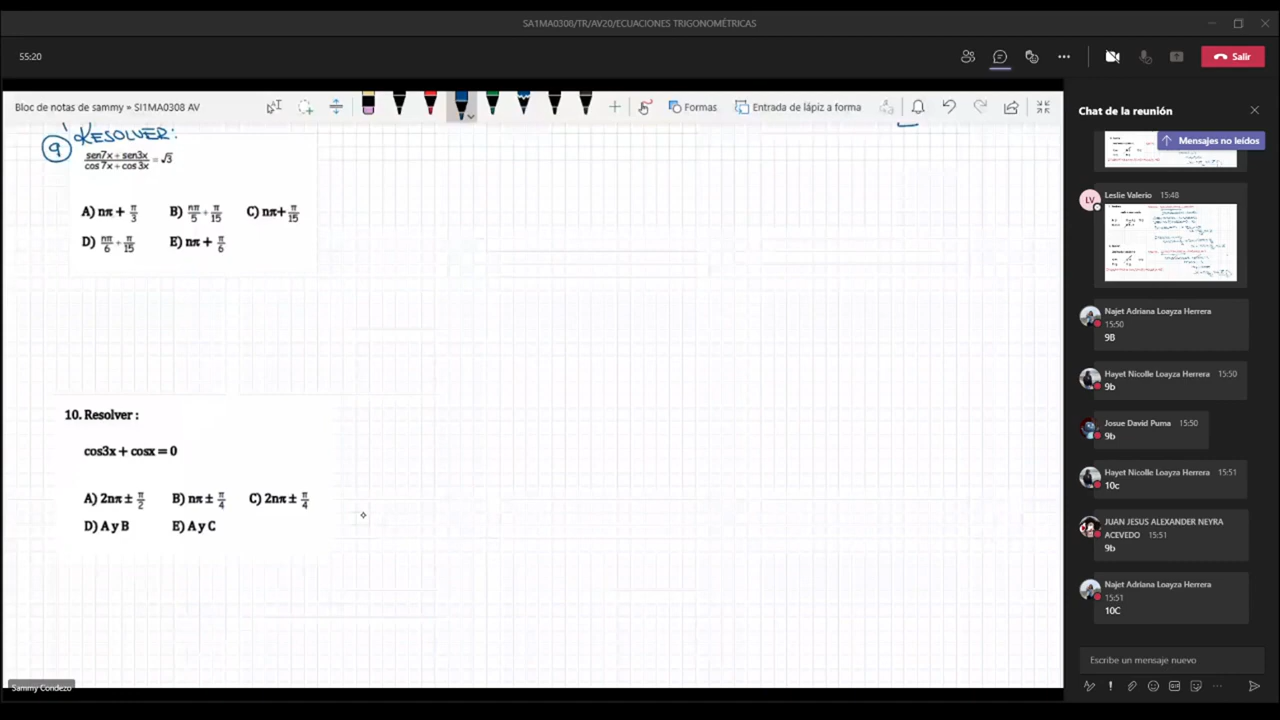 SA1MA0308/TR/AV20/ECUACIONES TRIGONOMÉTRICAS
55:20
Salir
Bloc de notas de sammy » SI1MA0308 AV
Formas
Entrada de lápiz a forma
Chat de la reunión
Mensajes no leídos
RESOLVER:
9
sen7x + sen3x / cos 7x + cos 3x = √3
A) nπ + π/3 B) nπ/5 + π/15 C) nπ+ π/15
D) nπ/6 + π/15 E) nπ + π/6
10. Resolver :
cos3x + cosx = 0
A) 2nπ ± π/2 B) nπ ± π/4 C) 2nπ ± π/4
D) A y B E) A y C
Sammy Condezo
LV
Leslie Valerio 15:48
Najet Adriana Loayza Herrera
15:50
9B
Hayet Nicolle Loayza Herrera 15:50
9b
Josue David Puma 15:50
9b
Hayet Nicolle Loayza Herrera 15:51
10c
JUAN JESUS ALEXANDER NEYRA
ACEVEDO 15:51
9b
Najet Adriana Loayza Herrera
15:51
10C
Escribe un mensaje nuevo